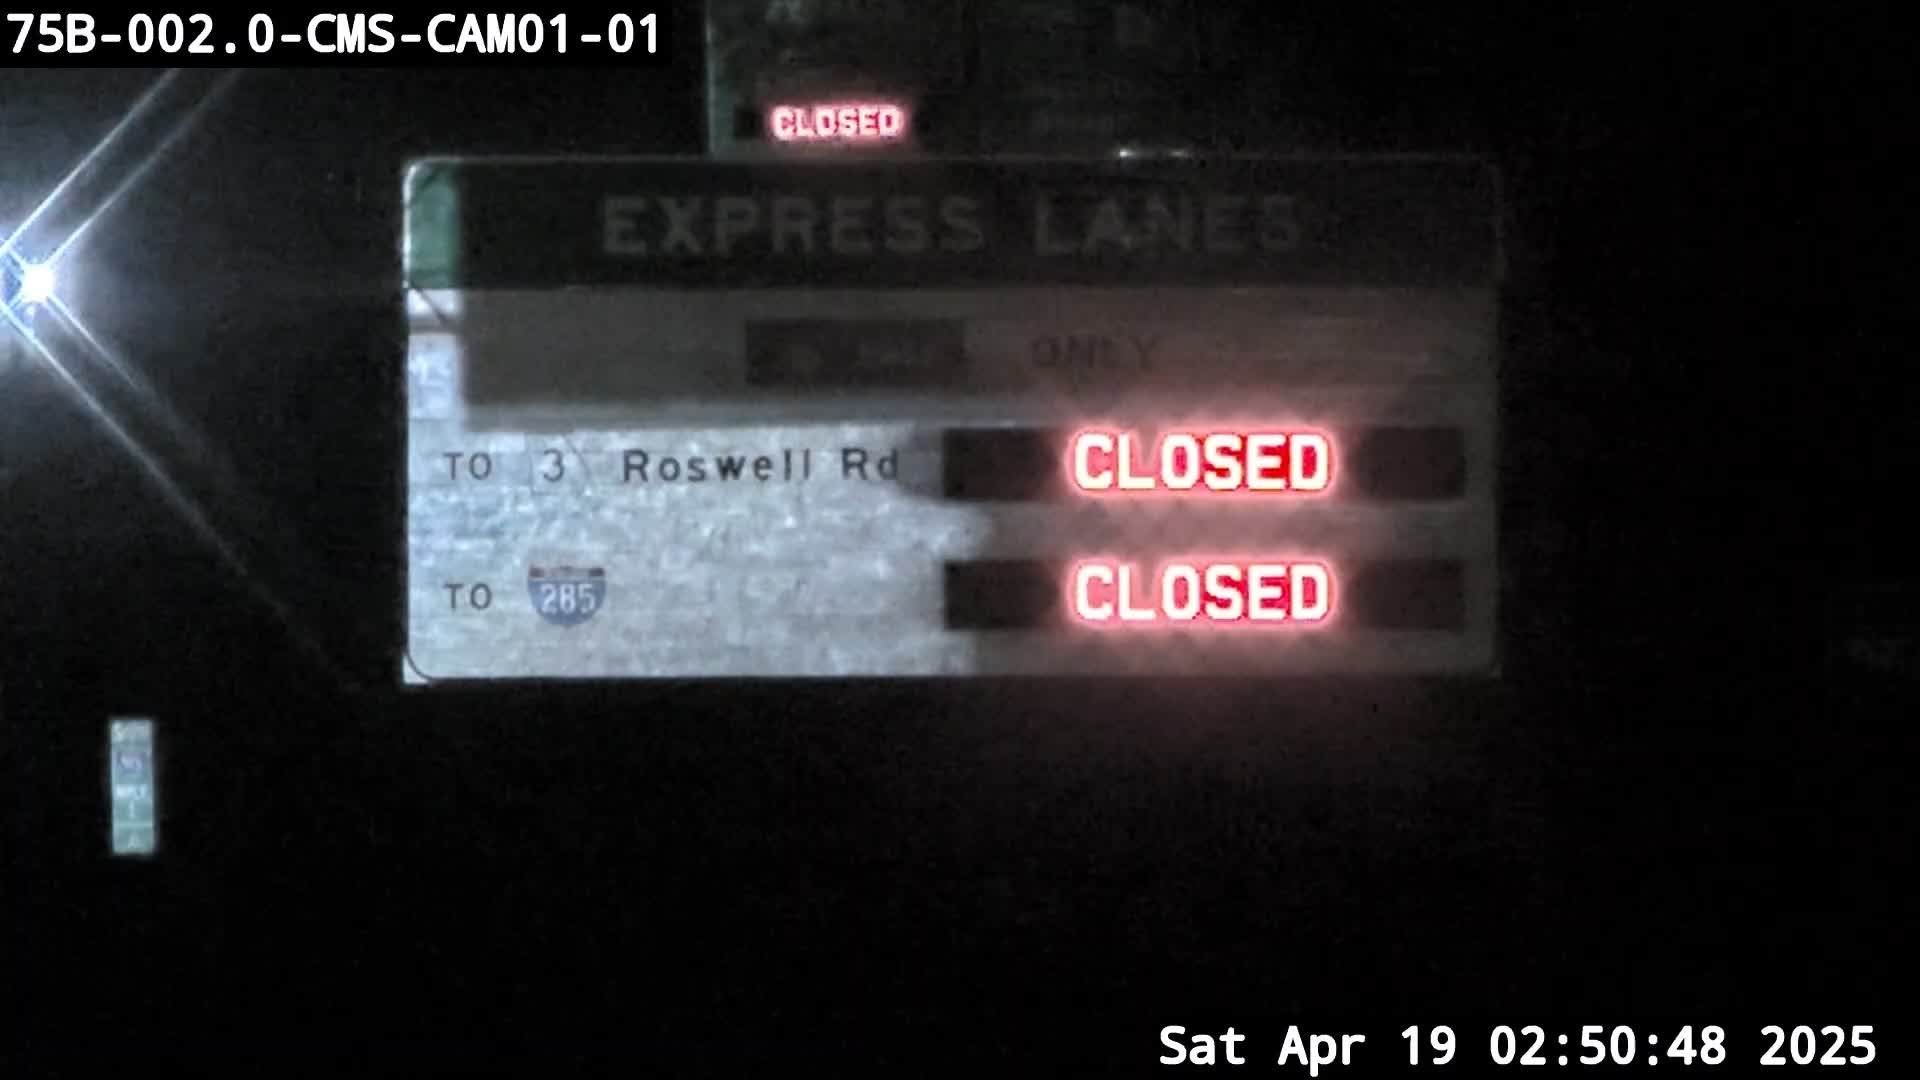 75B-002.0-CMS-CAM01-01
CLOSED
EXPRESS LANES
ONLY
TO 3 Roswell Rd CLOSED
TO 285 CLOSED
Sat Apr 19 02:50:48 2025